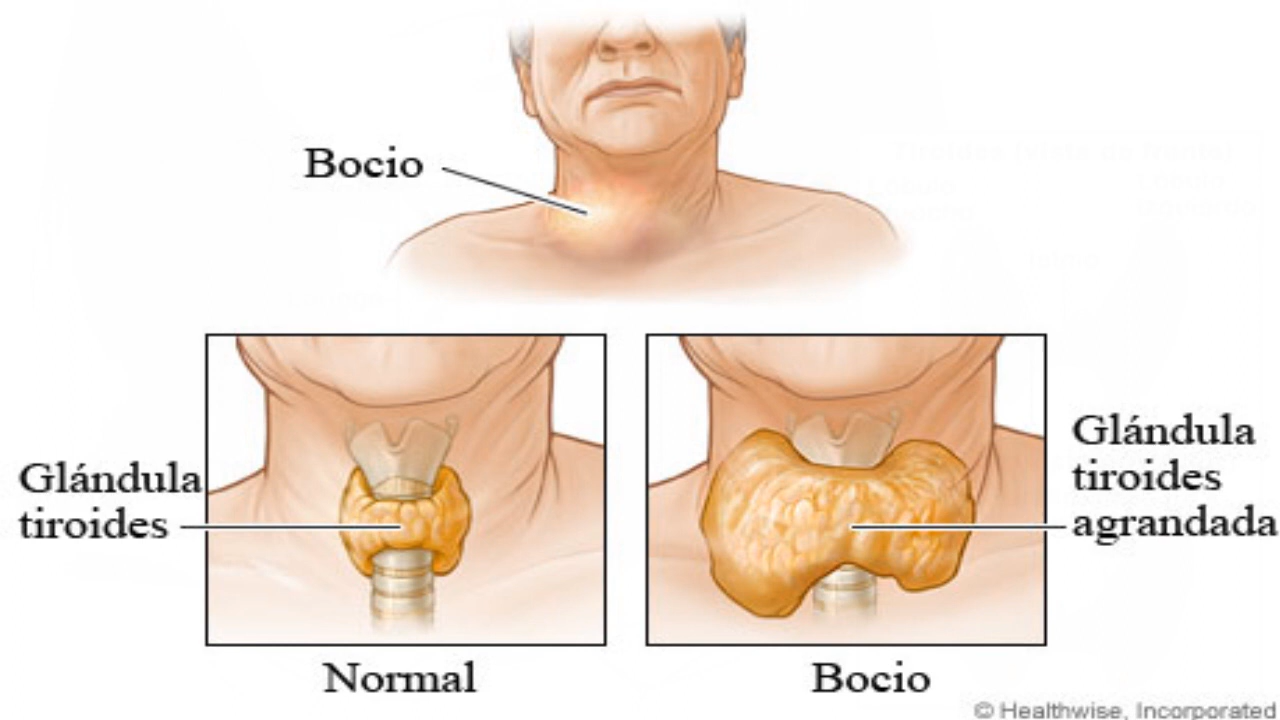 Bocio
Glándula
tiroides
Glándula
tiroides
agrandada
Normal
Bocio
© Healthwise, Incorporated